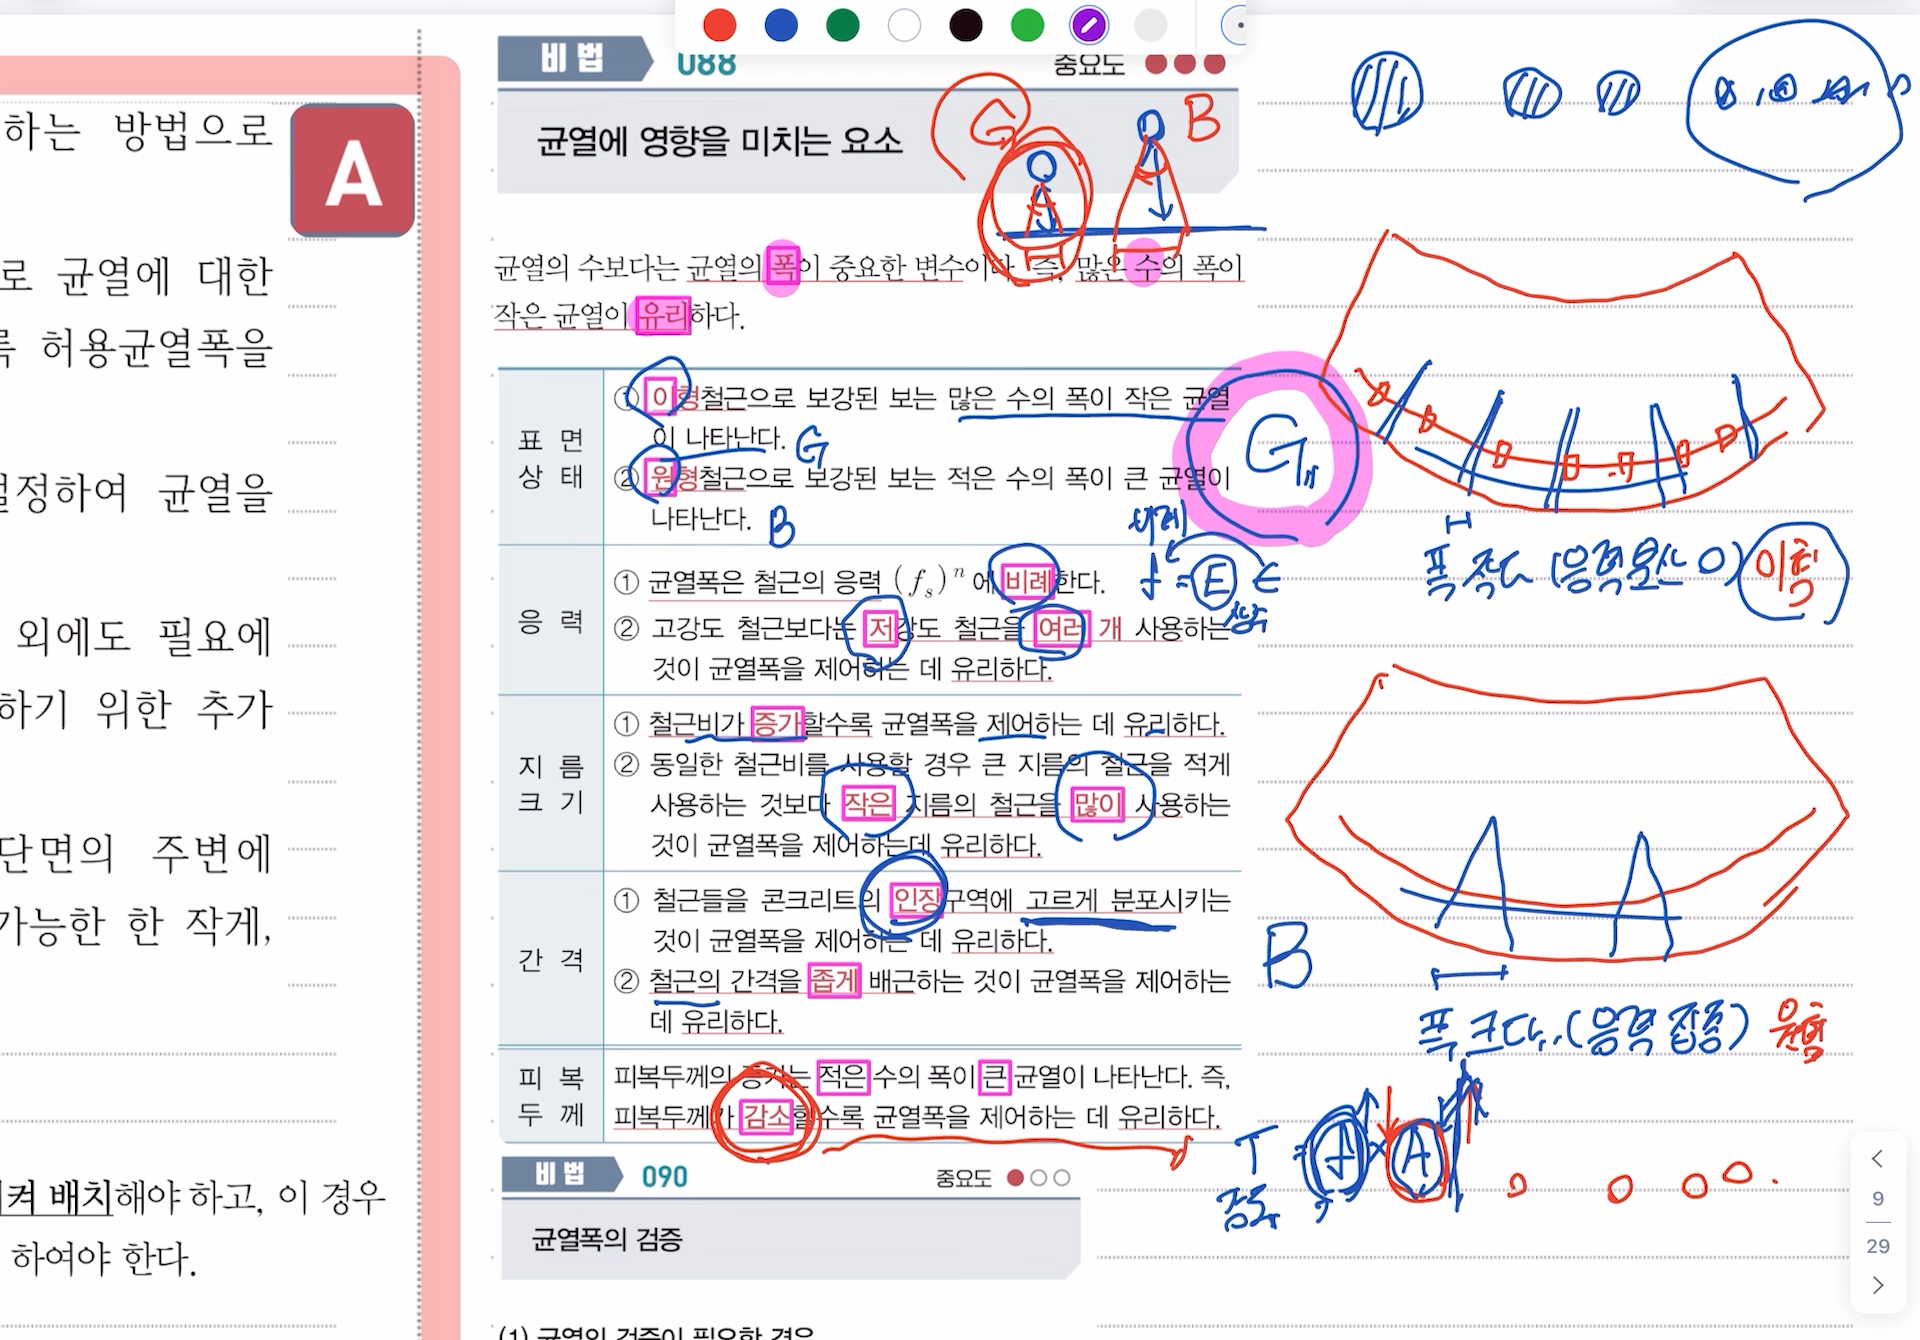 하는 방법으로
A
로 균열에 대한
록 허용균열폭을
설정하여 균열을
외에도 필요에
하기 위한 추가
단면의 주변에
가능한 한 작게,
켜 배치해야 하고, 이 경우
하여야 한다.
비법 088 중요도
균열에 영향을 미치는 요소
G B
균열의 수보다는 균열의 폭이 중요한 변수이다. 즉, 많은 수의 폭이
작은 균열이 유리하다.
표면
상태
① 이형철근으로 보강된 보는 많은 수의 폭이 작은 균열
이 나타난다. G
② 원형철근으로 보강된 보는 적은 수의 폭이 큰 균열이
나타난다. B
응력
① 균열폭은 철근의 응력 (fₛ)ⁿ 에 비례한다.
② 고강도 철근보다는 저강도 철근을 여러 개 사용하는
것이 균열폭을 제어하는 데 유리하다.
지름
크기
① 철근비가 증가할수록 균열폭을 제어하는 데 유리하다.
② 동일한 철근비를 사용할 경우 큰 지름의 철근을 적게
사용하는 것보다 작은 지름의 철근을 많이 사용하는
것이 균열폭을 제어하는데 유리하다.
간격
① 철근들을 콘크리트의 인장구역에 고르게 분포시키는
것이 균열폭을 제어하는 데 유리하다.
② 철근의 간격을 좁게 배근하는 것이 균열폭을 제어하는
데 유리하다.
피복
두께
피복두께의 증가는 적은 수의 폭이 큰 균열이 나타난다. 즉,
피복두께가 감소할수록 균열폭을 제어하는 데 유리하다.
비법 090 중요도
균열폭의 검증
(1) 균열의 검증이 필요한 경우
G
비례
f = E ε
상수
폭 작다 (응력분산 O) 이형
B
폭 크다. (응력 집중) 원형
T = f × A
9
29